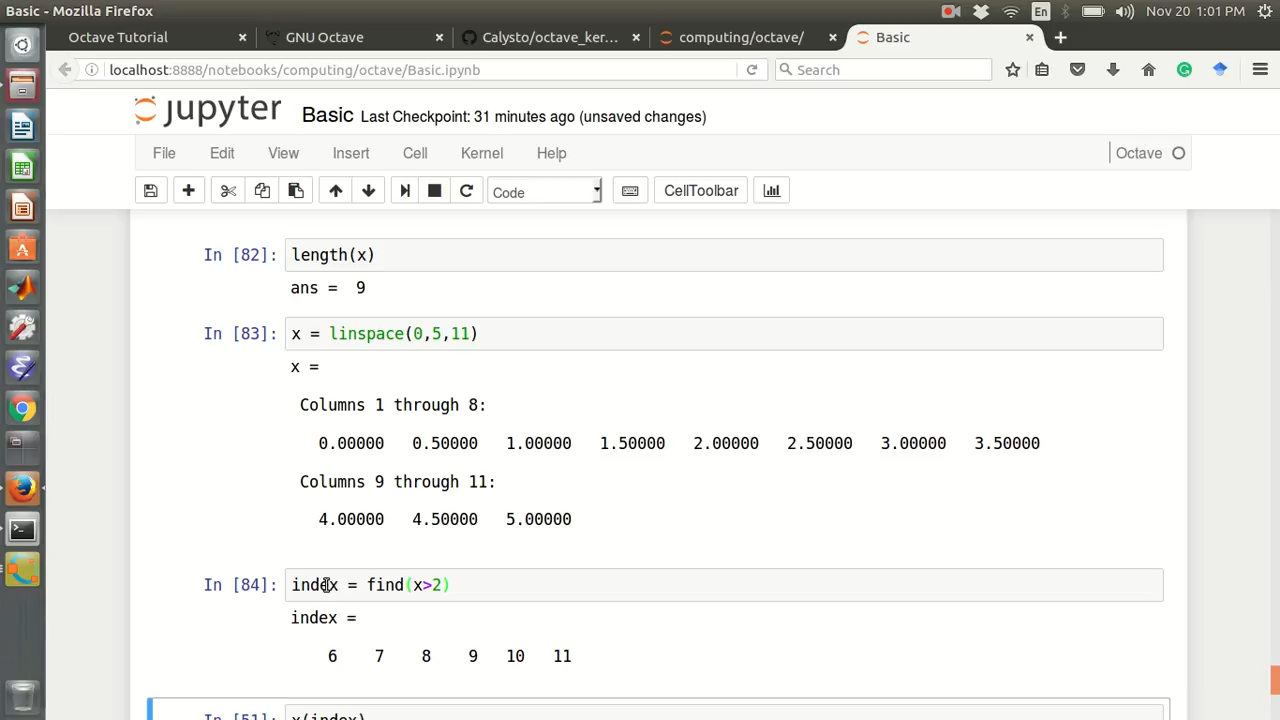 Basic - Mozilla Firefox
En
Nov 20 1:01 PM
Octave Tutorial
GNU Octave
Calysto/octave_ker...
computing/octave/
Basic
localhost:8888/notebooks/computing/octave/Basic.ipynb
Search
jupyter
Basic Last Checkpoint: 31 minutes ago (unsaved changes)
File Edit View Insert Cell Kernel Help
Octave
Code
CellToolbar
In [82]: length(x)
ans = 9
In [83]: x = linspace(0,5,11)
x =
Columns 1 through 8:
0.00000 0.50000 1.00000 1.50000 2.00000 2.50000 3.00000 3.50000
Columns 9 through 11:
4.00000 4.50000 5.00000
In [84]: index = find(x>2)
index =
6 7 8 9 10 11
In [51]: x(index)